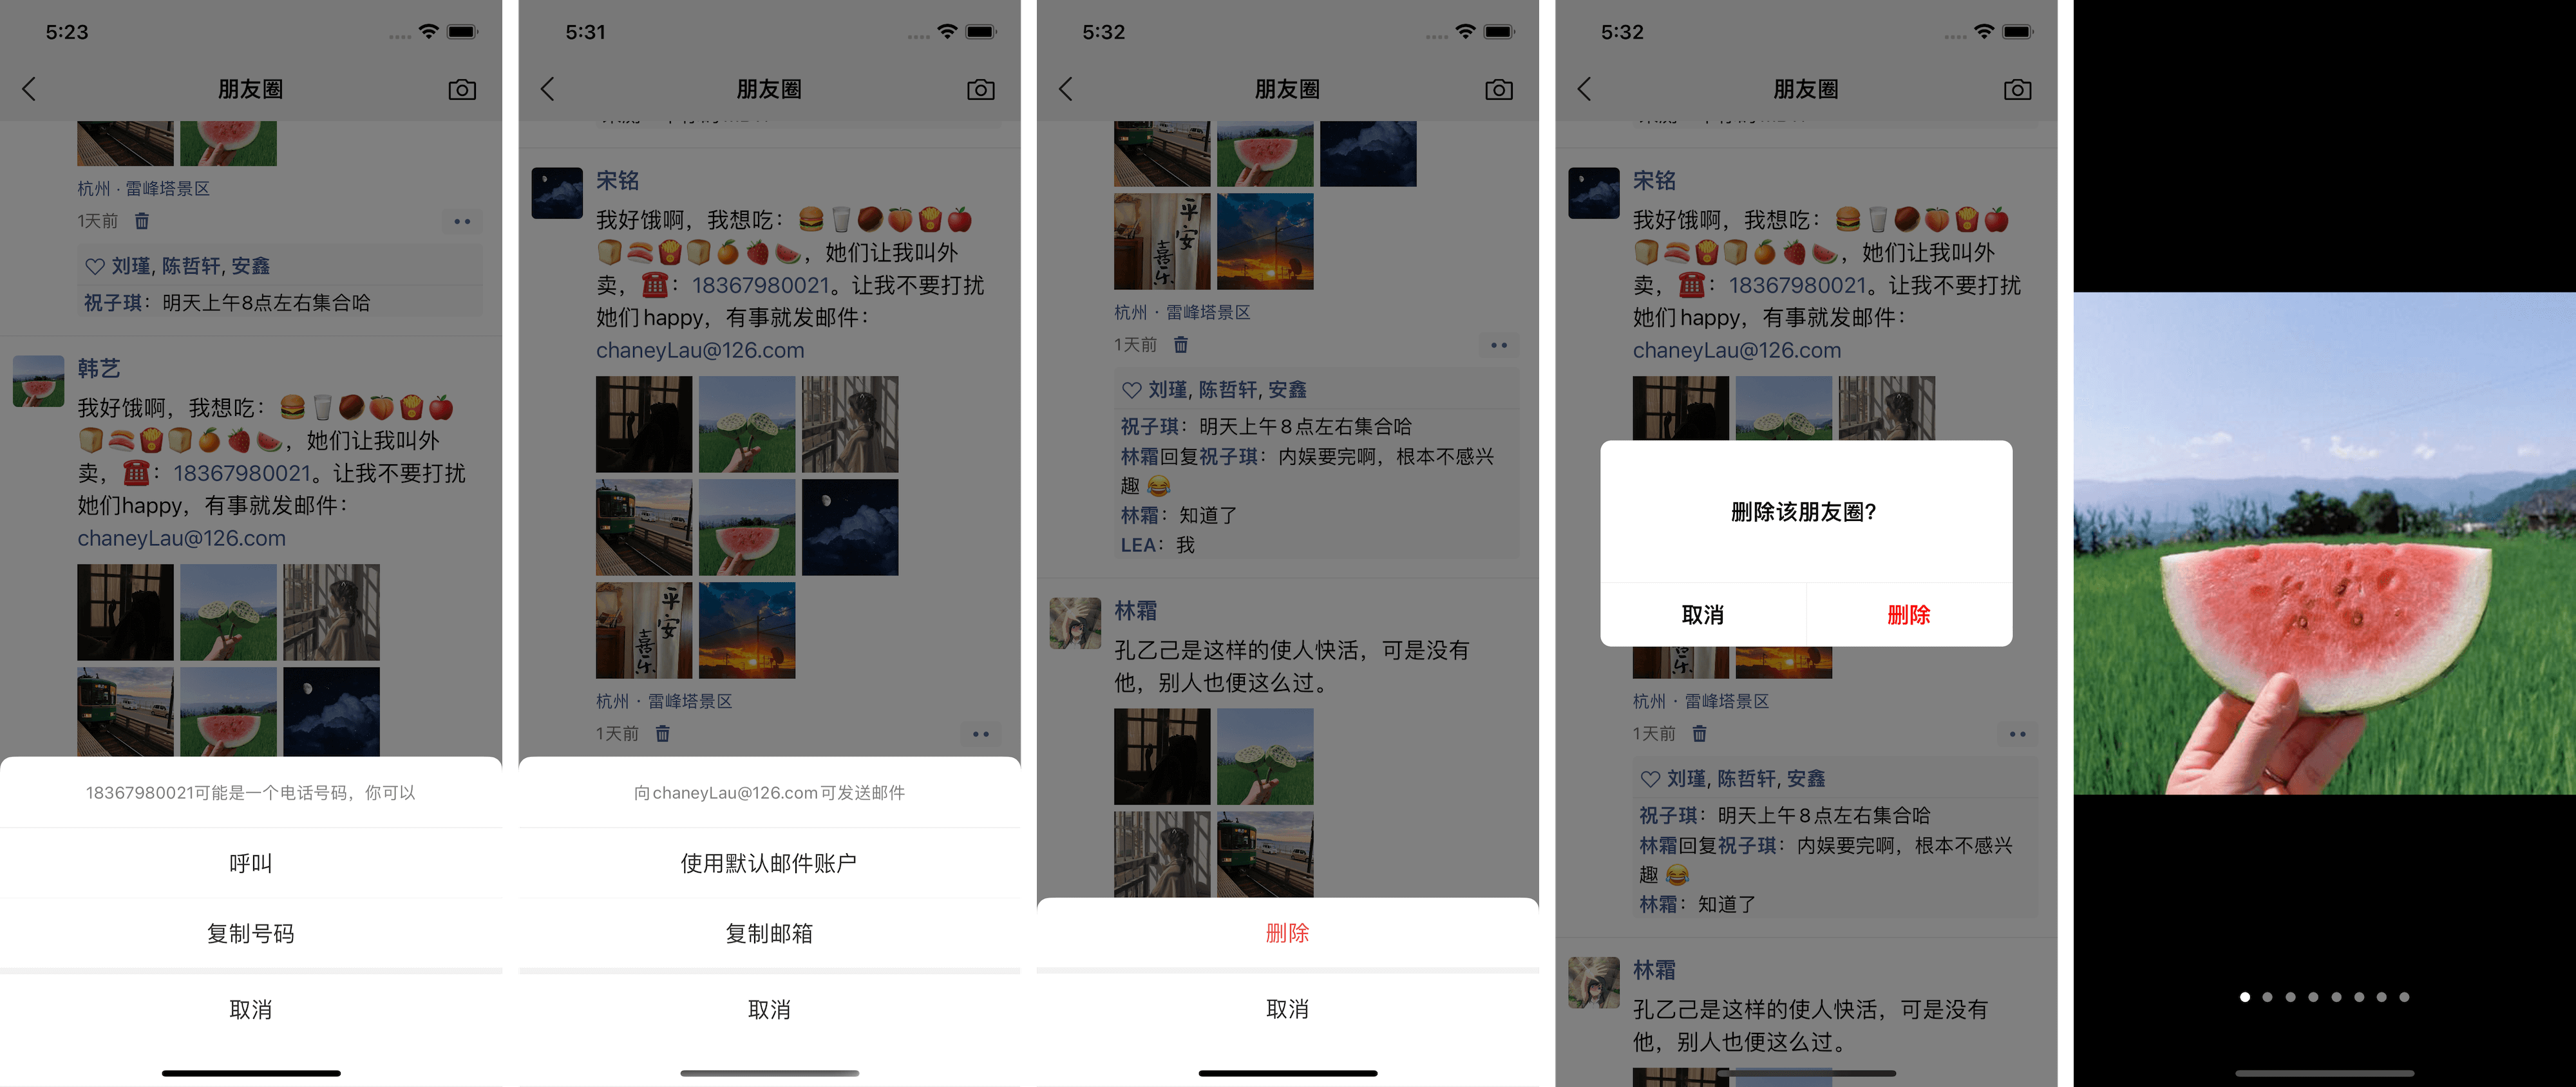 5:23
朋友圈
杭州 · 雷峰塔景区
1天前
刘瑾, 陈哲轩, 安鑫
祝子琪：明天上午8点左右集合哈
韩艺
我好饿啊，我想吃：🍔🥛🌰🍑🍟🍎
🍞🍣🍟🍞🍊🍓🍉，她们让我叫外
卖，☎️：18367980021。让我不要打扰
她们happy，有事就发邮件：
chaneyLau@126.com
18367980021可能是一个电话号码，你可以
呼叫
复制号码
取消
5:31
朋友圈
宋铭
我好饿啊，我想吃：🍔🥛🌰🍑🍟🍎
🍞🍣🍟🍞🍊🍓🍉，她们让我叫外
卖，☎️：18367980021。让我不要打扰
她们happy，有事就发邮件：
chaneyLau@126.com
平安
喜乐
杭州 · 雷峰塔景区
1天前
向chaneyLau@126.com可发送邮件
使用默认邮件账户
复制邮箱
取消
5:32
朋友圈
平安
喜乐
杭州 · 雷峰塔景区
1天前
刘瑾, 陈哲轩, 安鑫
祝子琪：明天上午8点左右集合哈
林霜回复祝子琪：内娱要完啊，根本不感兴
趣😂
林霜：知道了
LEA：我
林霜
孔乙己是这样的使人快活，可是没有
他，别人也便这么过。
删除
取消
5:32
朋友圈
宋铭
我好饿啊，我想吃：🍔🥛🌰🍑🍟🍎
🍞🍣🍟🍞🍊🍓🍉，她们让我叫外
卖，☎️：18367980021。让我不要打扰
她们happy，有事就发邮件：
chaneyLau@126.com
删除该朋友圈?
取消
删除
杭州 · 雷峰塔景区
1天前
刘瑾, 陈哲轩, 安鑫
祝子琪：明天上午8点左右集合哈
林霜回复祝子琪：内娱要完啊，根本不感兴
趣😂
林霜：知道了
林霜
孔乙己是这样的使人快活，可是没有
他，别人也便这么过。